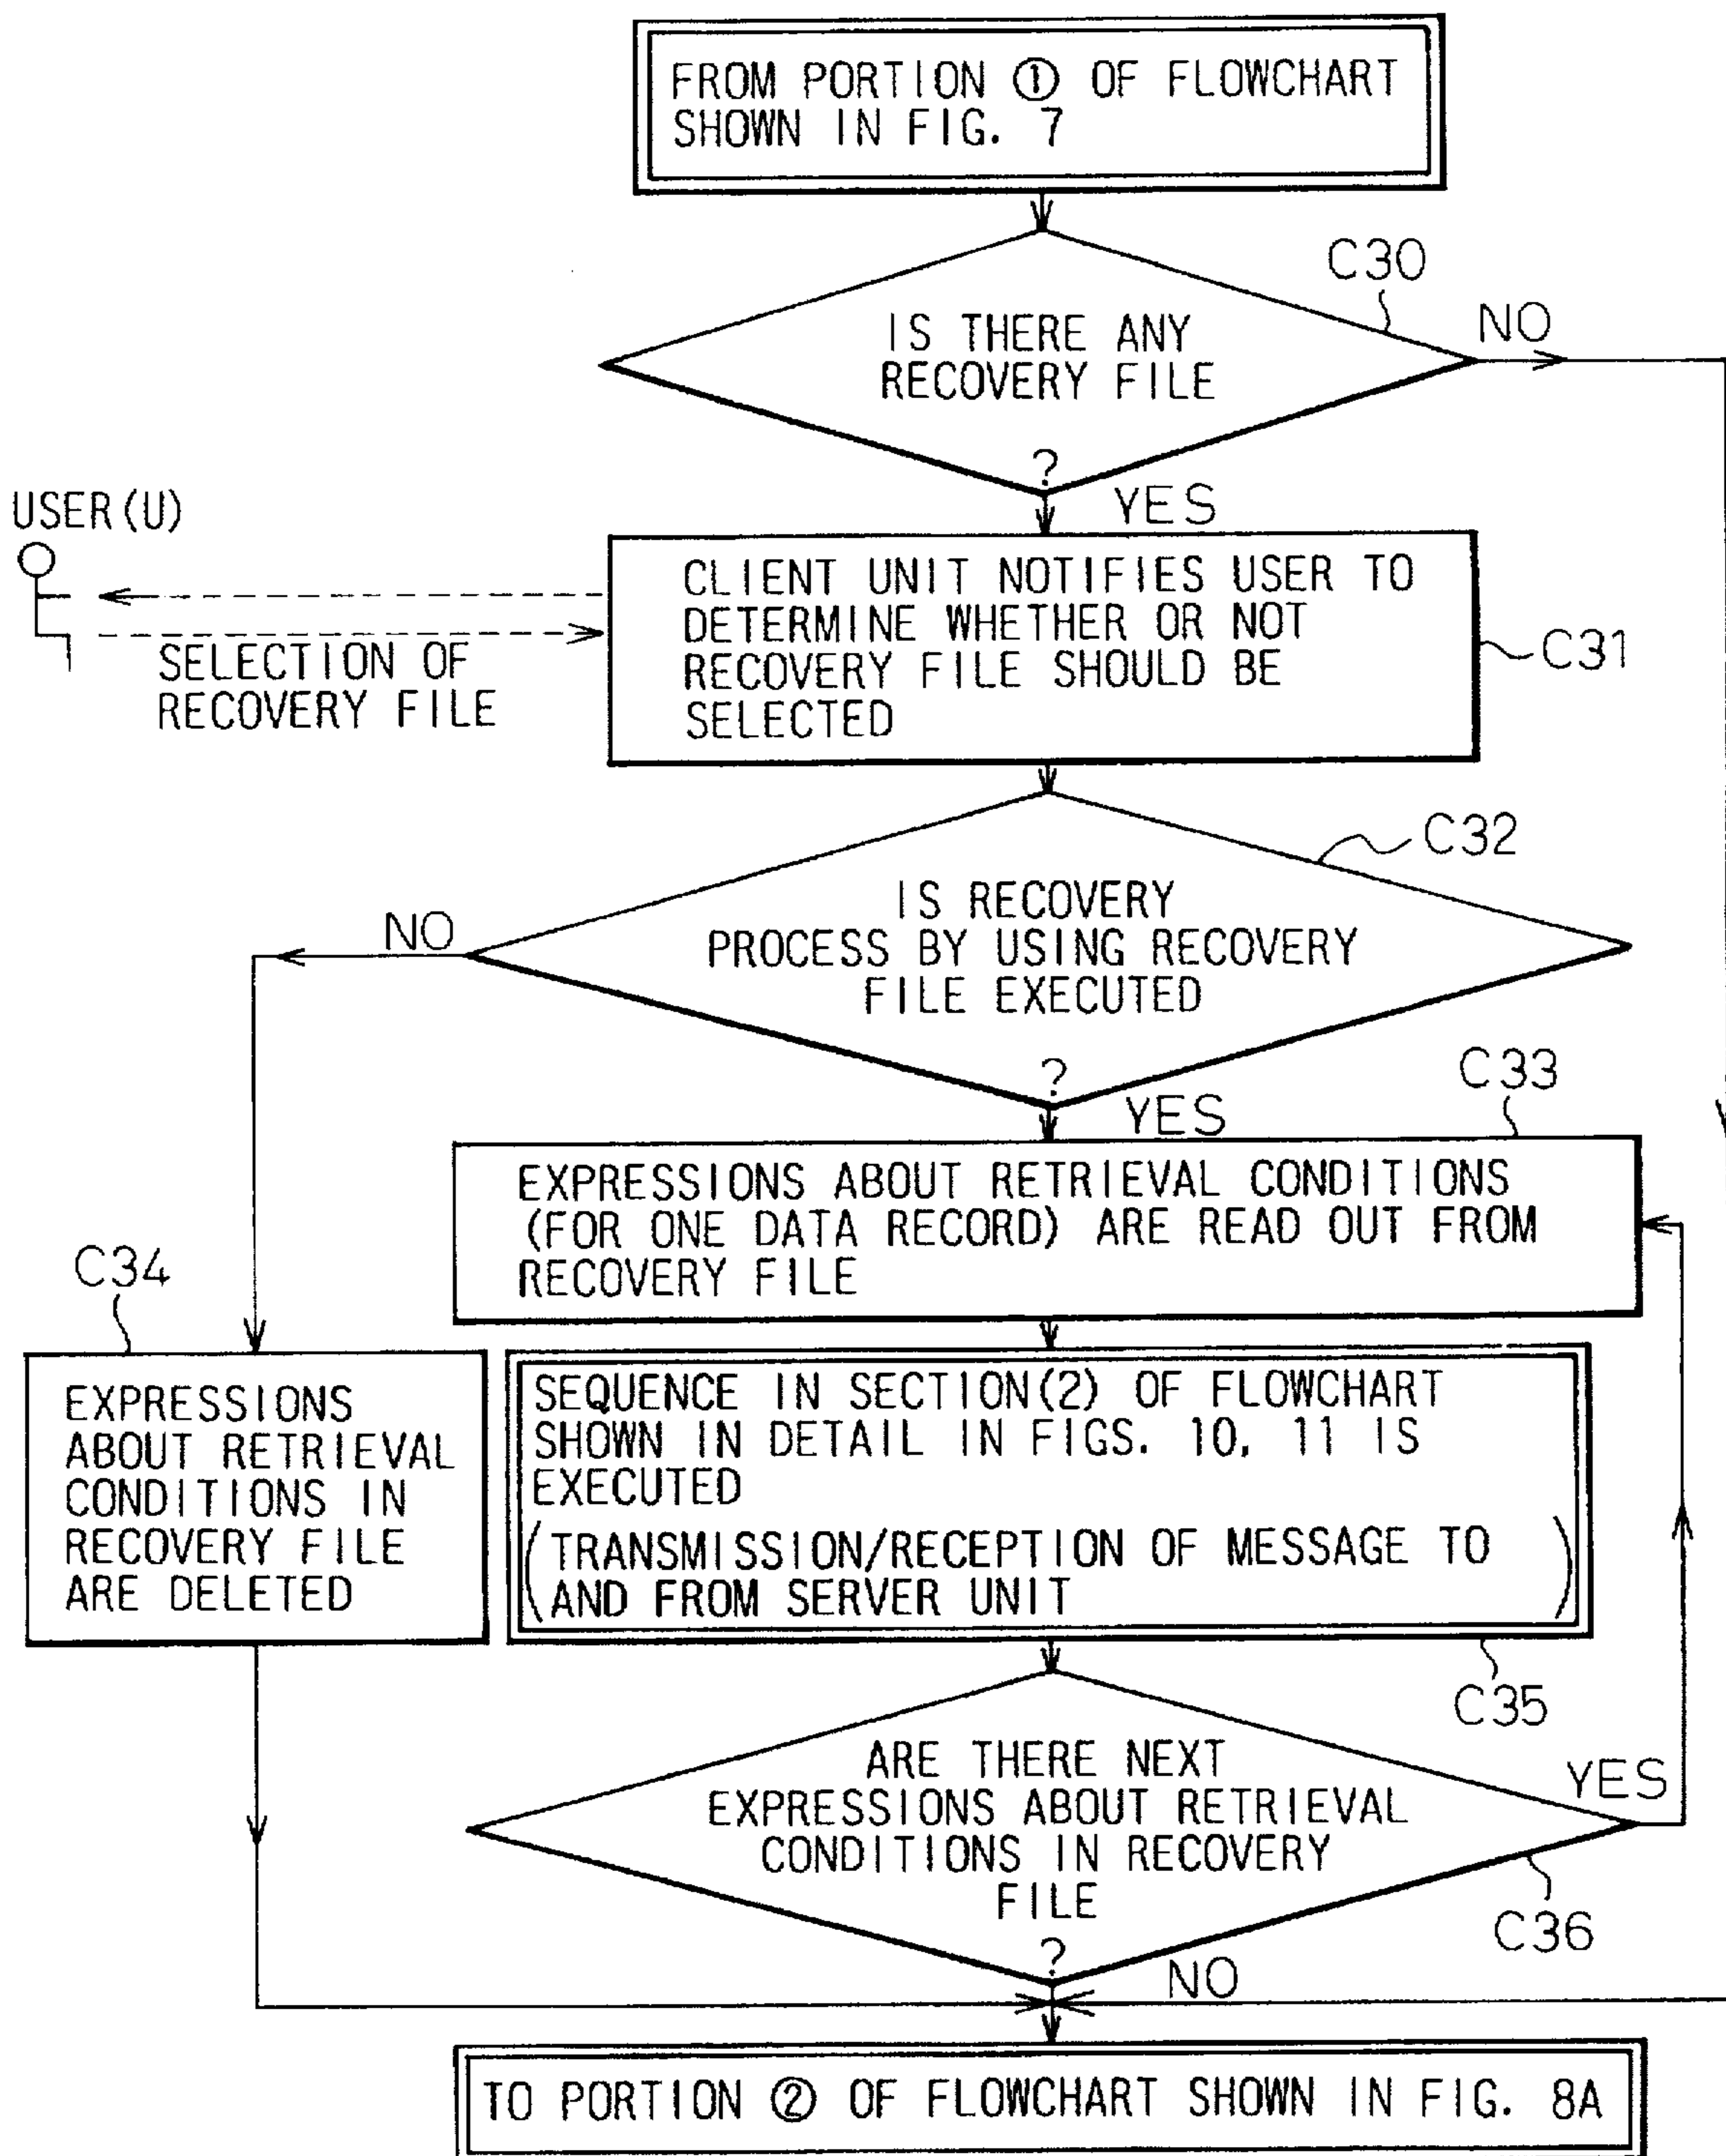 FROM PORTION ① OF FLOWCHART
SHOWN IN FIG. 7
C30
IS THERE ANY
RECOVERY FILE
?
NO
YES
USER(U)
SELECTION OF
RECOVERY FILE
CLIENT UNIT NOTIFIES USER TO
DETERMINE WHETHER OR NOT
RECOVERY FILE SHOULD BE
SELECTED
C31
C32
IS RECOVERY
PROCESS BY USING RECOVERY
FILE EXECUTED
?
NO
YES
C33
EXPRESSIONS ABOUT RETRIEVAL CONDITIONS
(FOR ONE DATA RECORD) ARE READ OUT FROM
RECOVERY FILE
C34
EXPRESSIONS
ABOUT RETRIEVAL
CONDITIONS IN
RECOVERY FILE
ARE DELETED
SEQUENCE IN SECTION(2) OF FLOWCHART
SHOWN IN DETAIL IN FIGS. 10, 11 IS
EXECUTED
(TRANSMISSION/RECEPTION OF MESSAGE TO
AND FROM SERVER UNIT)
C35
ARE THERE NEXT
EXPRESSIONS ABOUT RETRIEVAL
CONDITIONS IN RECOVERY
FILE
?
YES
C36
NO
TO PORTION ② OF FLOWCHART SHOWN IN FIG. 8A